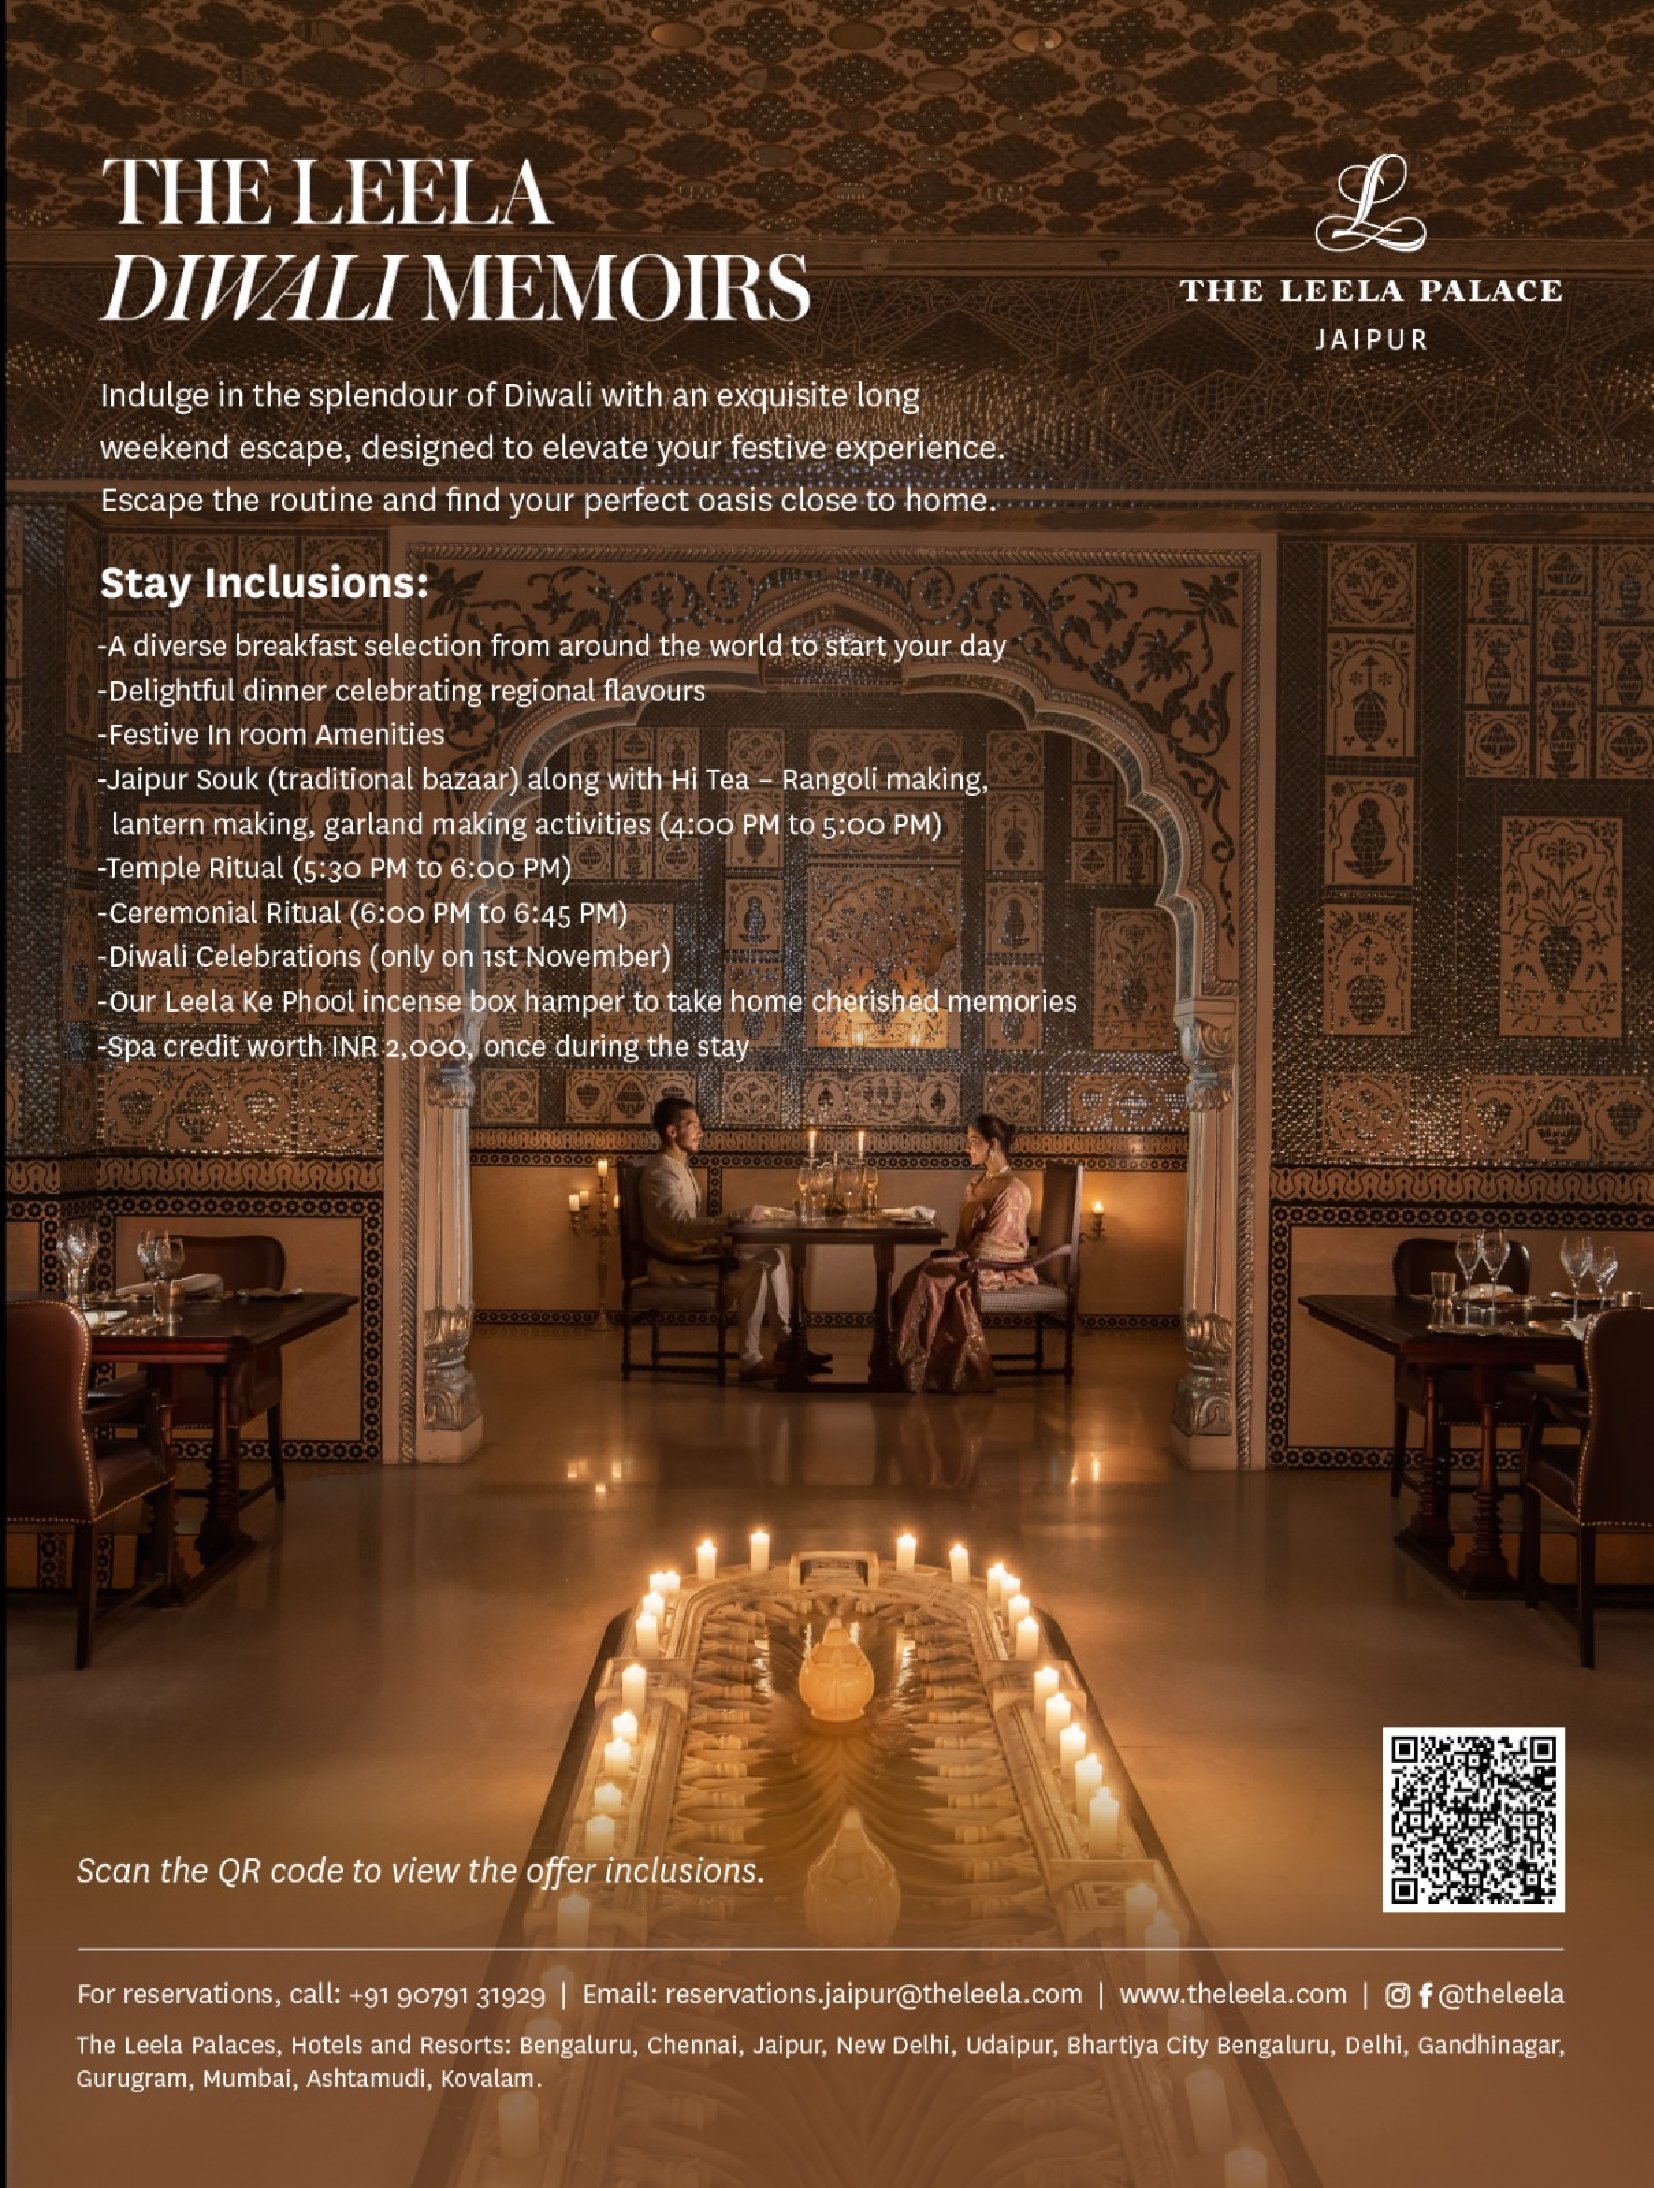 THE LEELA
DIWALI MEMOIRS
L
THE LEELA PALACE
JAIPUR
Indulge in the splendour of Diwali with an exquisite long
weekend escape, designed to elevate your festive experience.
Escape the routine and find your perfect oasis close to home.
Stay Inclusions:
-A diverse breakfast selection from around the world to start your day
-Delightful dinner celebrating regional flavours
-Festive In room Amenities
-Jaipur Souk (traditional bazaar) along with Hi Tea – Rangoli making,
lantern making, garland making activities (4:00 PM to 5:00 PM)
-Temple Ritual (5:30 PM to 6:00 PM)
-Ceremonial Ritual (6:00 PM to 6:45 PM)
-Diwali Celebrations (only on 1st November)
-Our Leela Ke Phool incense box hamper to take home cherished memories
-Spa credit worth INR 2,000, once during the stay
Scan the QR code to view the offer inclusions.
For reservations, call: +91 90791 31929 | Email: reservations.jaipur@theleela.com | www.theleela.com | @theleela
The Leela Palaces, Hotels and Resorts: Bengaluru, Chennai, Jaipur, New Delhi, Udaipur, Bhartiya City Bengaluru, Delhi, Gandhinagar,
Gurugram, Mumbai, Ashtamudi, Kovalam.